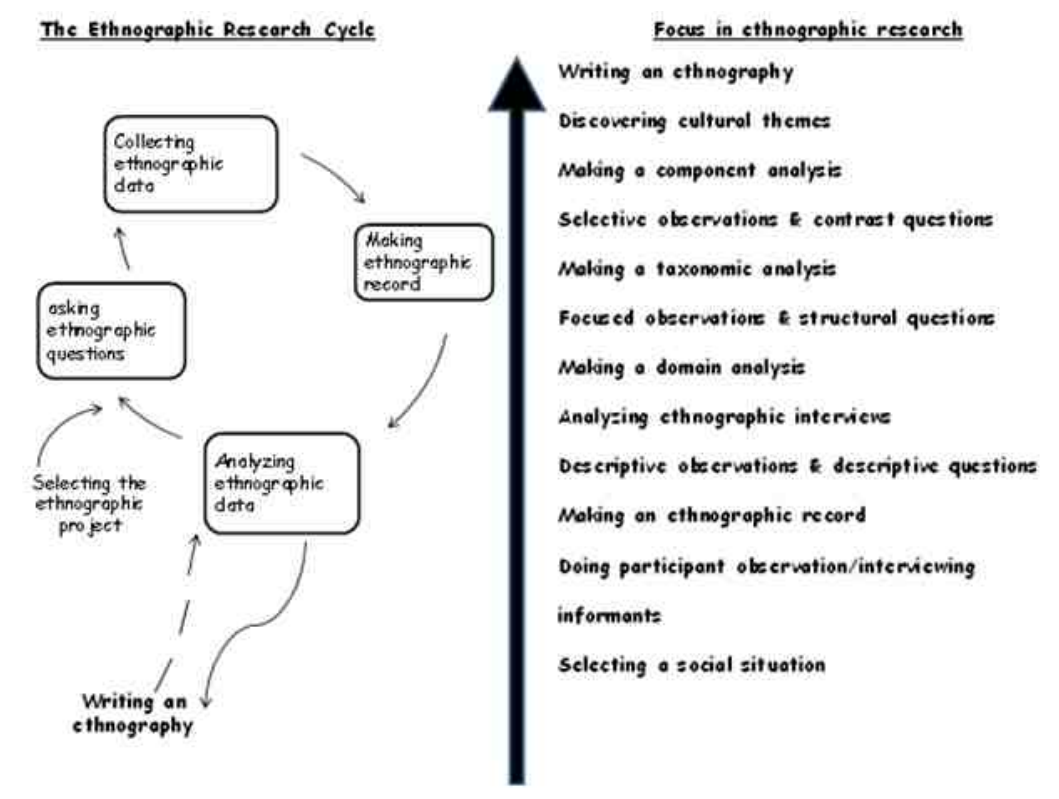 The Ethnographic Research Cycle
Collecting
ethnographic
data
Making
ethnographic
record
asking
ethnographic
questions
Analyzing
ethnographic
data
Selecting the
ethnographic
project
Writing an
ethnography
Focus in ethnographic research
Writing an ethnography
Discovering cultural themes
Making a component analysis
Selective observations & contrast questions
Making a taxonomic analysis
Focused observations & structural questions
Making a domain analysis
Analyzing ethnographic interviews
Descriptive observations & descriptive questions
Making an ethnographic record
Doing participant observation/interviewing
informants
Selecting a social situation